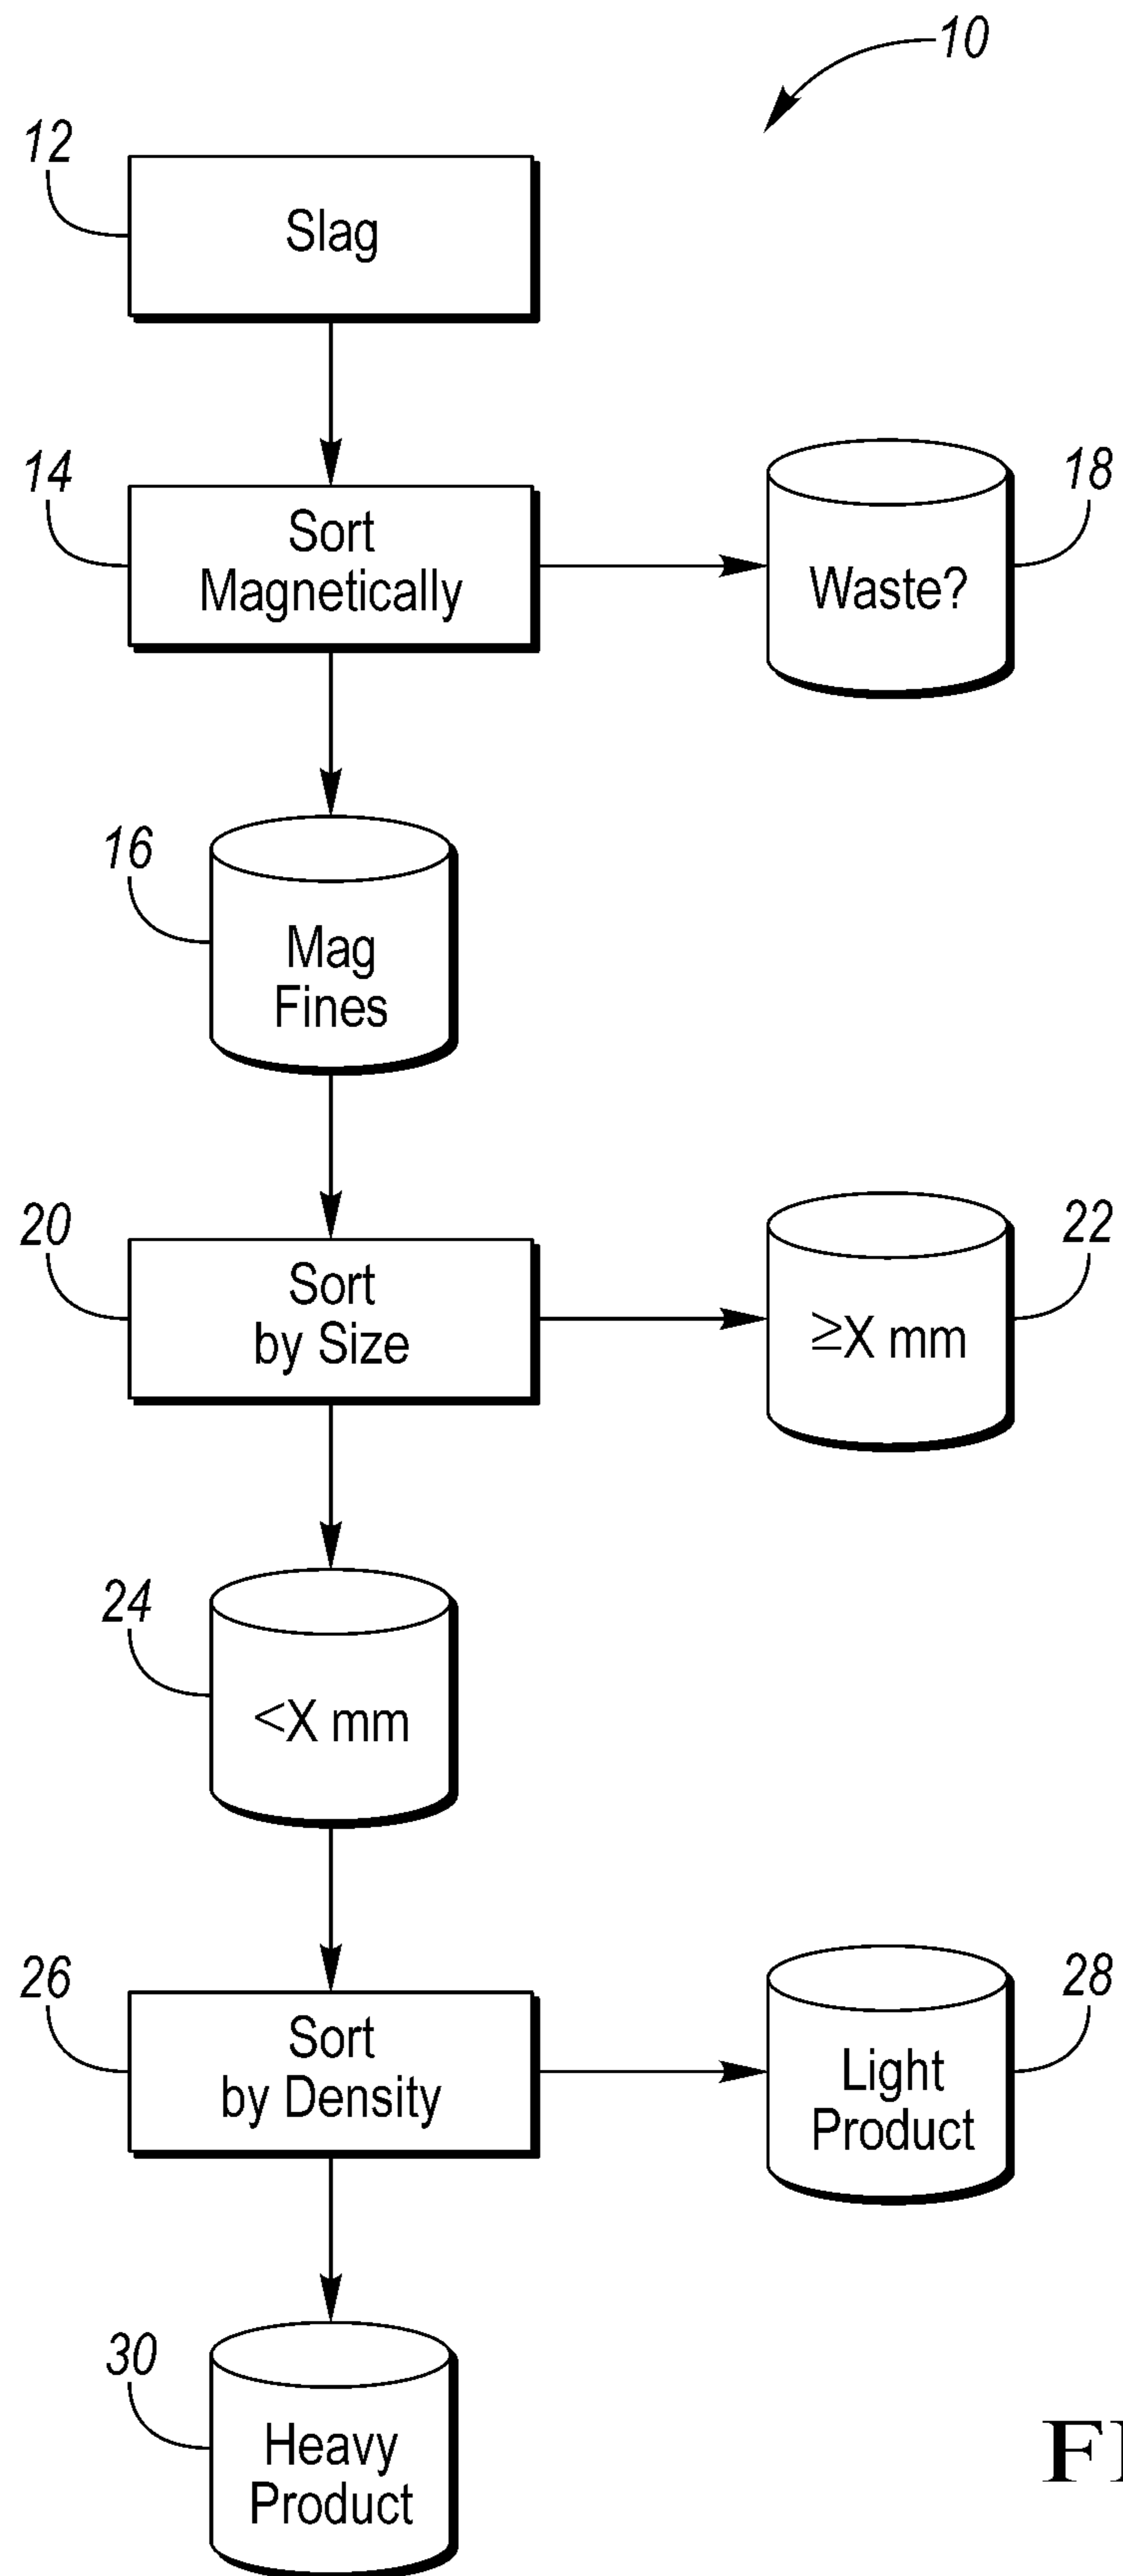 10
12
Slag
14
Sort
Magnetically
18
Waste?
16
Mag
Fines
20
Sort
by Size
22
≥X mm
24
<X mm
26
Sort
by Density
28
Light
Product
30
Heavy
Product